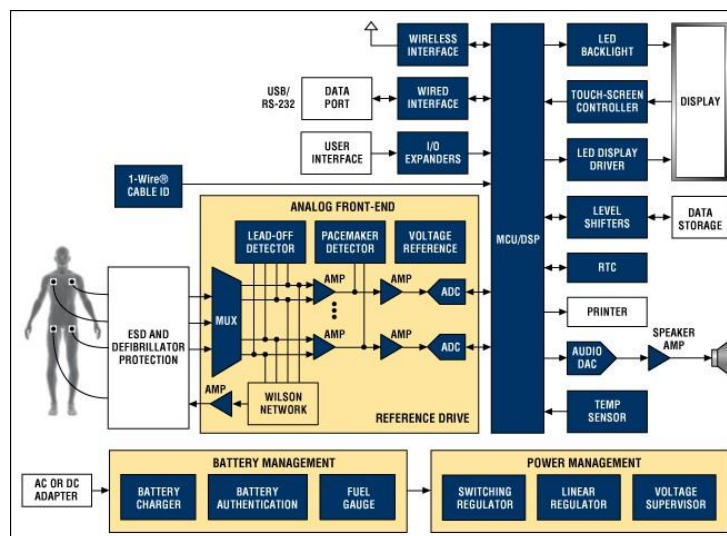 WIRELESS
INTERFACE
LED
BACKLIGHT
USB/
RS-232
DATA
PORT
WIRED
INTERFACE
TOUCH-SCREEN
CONTROLLER
DISPLAY
USER
INTERFACE
I/O
EXPANDERS
LED DISPLAY
DRIVER
1-Wire®
CABLE ID
ANALOG FRONT-END
LEAD-OFF
DETECTOR
PACEMAKER
DETECTOR
VOLTAGE
REFERENCE
MCU/DSP
LEVEL
SHIFTERS
DATA
STORAGE
RTC
AMP
AMP
ADC
MUX
PRINTER
ESD AND
DEFIBRILLATOR
PROTECTION
AMP
AMP
ADC
AUDIO
DAC
SPEAKER
AMP
AMP
WILSON
NETWORK
REFERENCE DRIVE
TEMP
SENSOR
BATTERY MANAGEMENT
POWER MANAGEMENT
AC OR DC
ADAPTER
BATTERY
CHARGER
BATTERY
AUTHENTICATION
FUEL
GAUGE
SWITCHING
REGULATOR
LINEAR
REGULATOR
VOLTAGE
SUPERVISOR